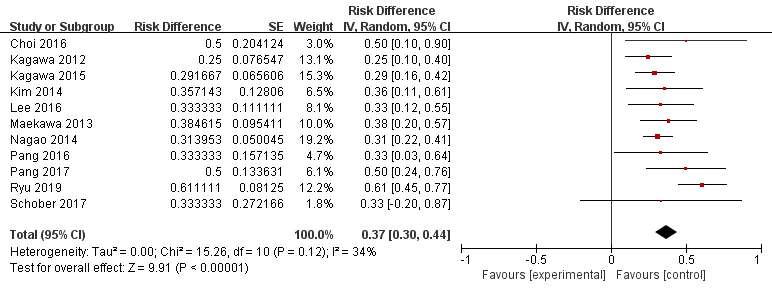 Risk Difference Risk Difference
Study or Subgroup Risk Difference SE Weight IV, Random, 95% CI IV, Random, 95% CI
Choi 2016 0.5 0.204124 3.0% 0.50 [0.10, 0.90]
Kagawa 2012 0.25 0.076547 13.1% 0.25 [0.10, 0.40]
Kagawa 2015 0.291667 0.065606 15.3% 0.29 [0.16, 0.42]
Kim 2014 0.357143 0.12806 6.5% 0.36 [0.11, 0.61]
Lee 2016 0.333333 0.111111 8.1% 0.33 [0.12, 0.55]
Maekawa 2013 0.384615 0.095411 10.0% 0.38 [0.20, 0.57]
Nagao 2014 0.313953 0.050045 19.2% 0.31 [0.22, 0.41]
Pang 2016 0.333333 0.157135 4.7% 0.33 [0.03, 0.64]
Pang 2017 0.5 0.133631 6.1% 0.50 [0.24, 0.76]
Ryu 2019 0.611111 0.08125 12.2% 0.61 [0.45, 0.77]
Schober 2017 0.333333 0.272166 1.8% 0.33 [-0.20, 0.87]
Total (95% CI) 100.0% 0.37 [0.30, 0.44]
Heterogeneity: Tau² = 0.00; Chi² = 15.26, df = 10 (P = 0.12); I² = 34%
Test for overall effect: Z = 9.91 (P < 0.00001)
-1 -0.5 0 0.5 1
Favours [experimental] Favours [control]